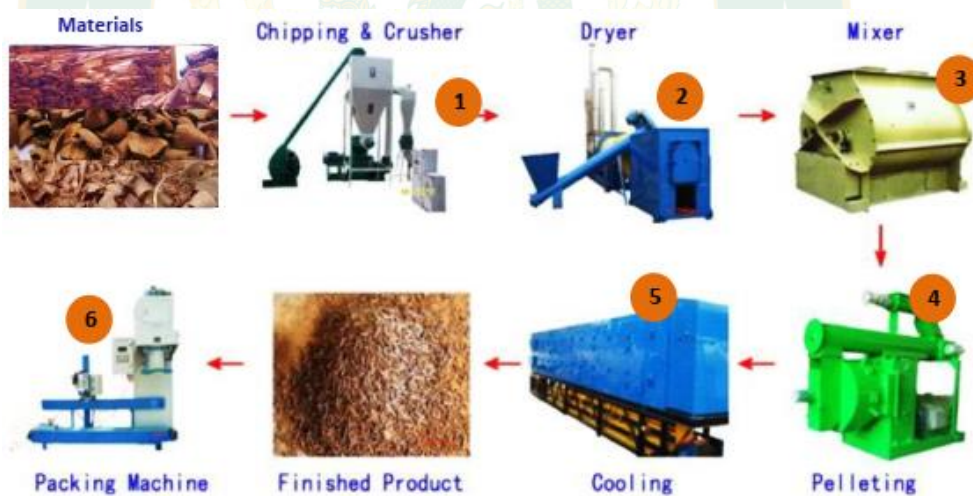 Materials
Chipping & Crusher
Dryer
Mixer
1
2
3
6
5
4
Packing Machine
Finished Product
Cooling
Pelleting